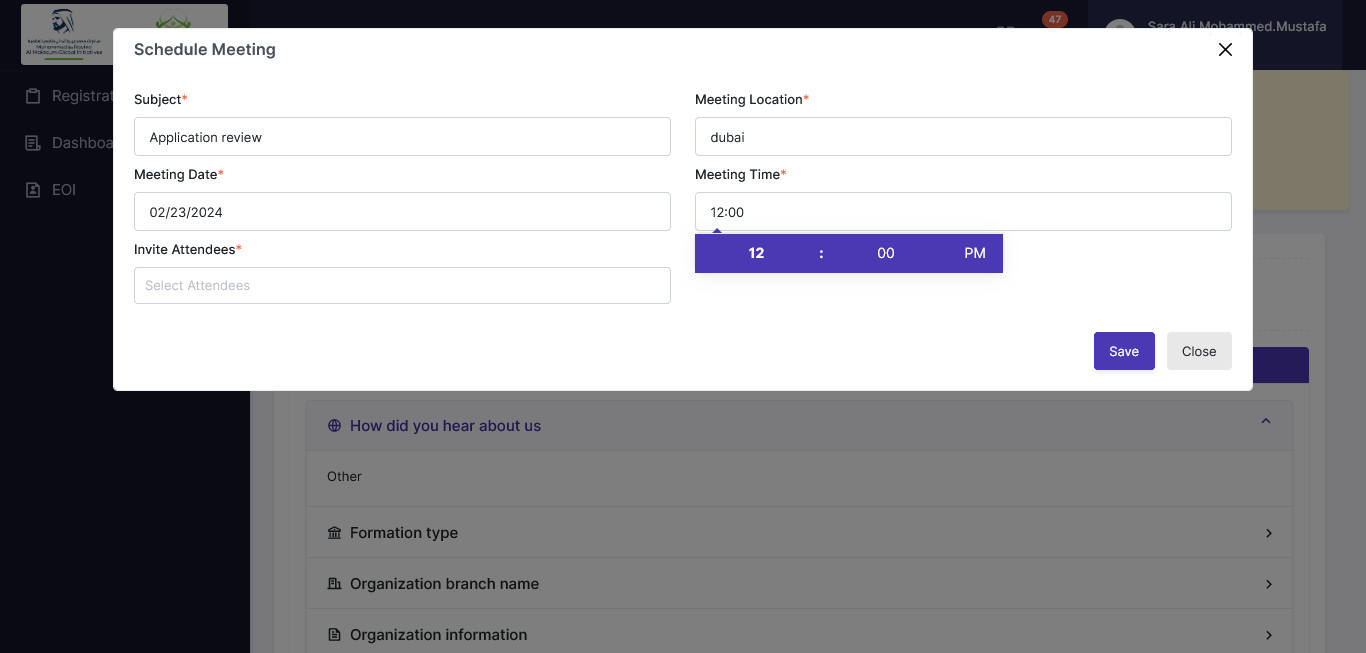 47
Sara Ali Mohammed.Mustafa
Mohammed bin Rashid
Al Maktoum Global Initiatives
Schedule Meeting
Registrat
Dashboa
EOI
Subject*
Meeting Location*
Application review
dubai
Meeting Date*
Meeting Time*
02/23/2024
12:00
12 : 00 PM
Invite Attendees*
Select Attendees
Save
Close
How did you hear about us
Other
Formation type
Organization branch name
Organization information